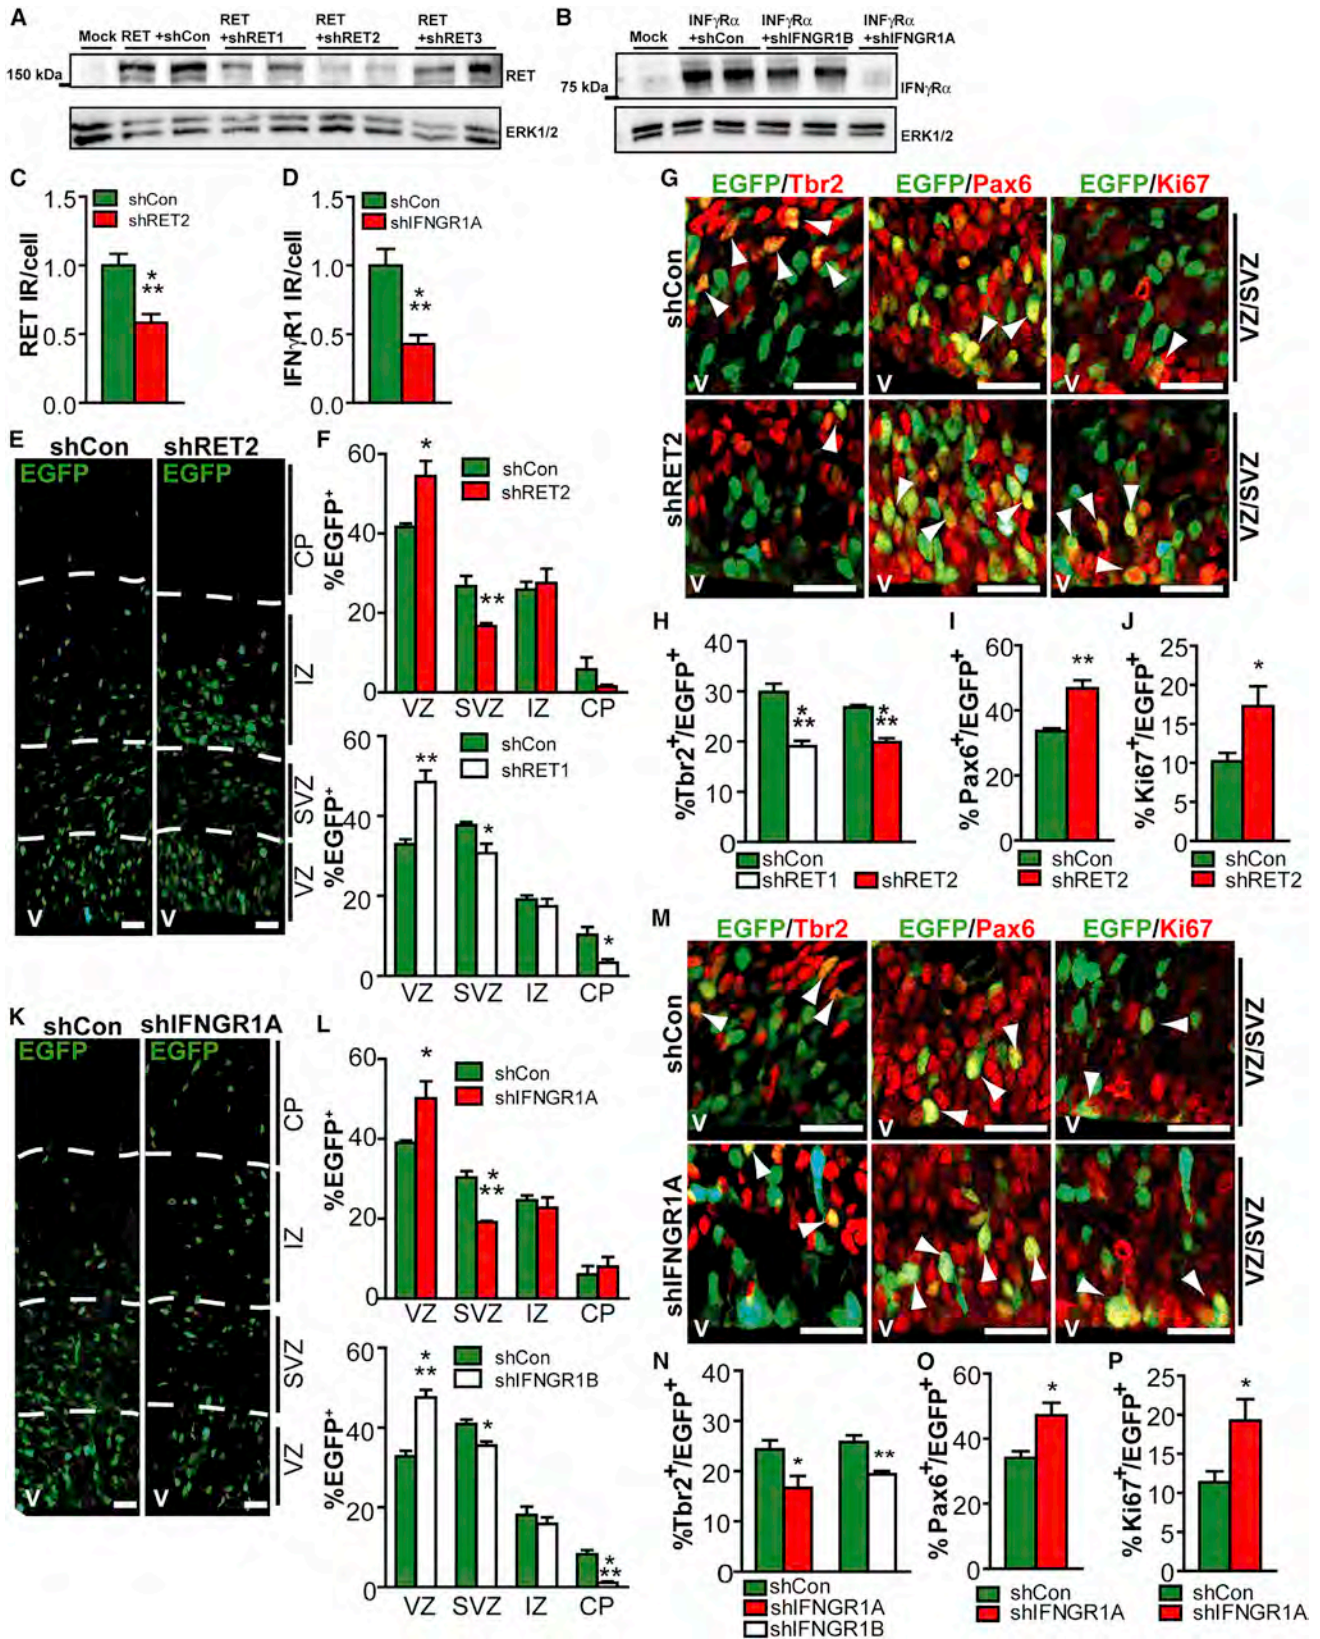 A
Mock RET +shCon RET +shRET1 RET +shRET2 RET +shRET3
150 kDa
RET
ERK1/2
B
Mock INFγRα +shCon INFγRα +shIFNGR1B INFγRα +shIFNGR1A
75 kDa
IFNγRα
ERK1/2
C
RET IR/cell
1.5
1.0
0.5
0.0
shCon
shRET2
*
**
D
IFNγR1 IR/cell
1.5
1.0
0.5
0.0
shCon
shIFNGR1A
*
**
E
shCon shRET2
EGFP EGFP
CP
IZ
SVZ
VZ
V
F
%EGFP+
60
40
20
0
shCon
shRET2
*
**
VZ SVZ IZ CP
%EGFP+
60
40
20
0
shCon
shRET1
**
*
*
VZ SVZ IZ CP
G
EGFP/Tbr2 EGFP/Pax6 EGFP/Ki67
shCon
V V V
VZ/SVZ
shRET2
V V V
VZ/SVZ
H
%Tbr2+/EGFP+
40
30
20
10
0
*
**
*
**
shCon
shRET1 shRET2
I
% Pax6+/EGFP+
60
40
20
0
**
shCon
shRET2
J
% Ki67+/EGFP+
25
20
15
10
5
0
*
shCon
shRET2
K
shCon shIFNGR1A
EGFP EGFP
CP
IZ
SVZ
VZ
V V
L
%EGFP+
60
40
20
0
shCon
shIFNGR1A
*
*
**
VZ SVZ IZ CP
%EGFP+
60
40
20
0
shCon
shIFNGR1B
*
**
*
*
**
VZ SVZ IZ CP
M
EGFP/Tbr2 EGFP/Pax6 EGFP/Ki67
shCon
V V V
VZ/SVZ
shIFNGR1A
V V V
VZ/SVZ
N
%Tbr2+/EGFP+
40
30
20
10
0
*
**
shCon
shIFNGR1A
shIFNGR1B
O
% Pax6+/EGFP+
60
40
20
0
*
shCon
shIFNGR1A
P
% Ki67+/EGFP+
25
20
15
10
5
0
*
shCon
shIFNGR1A